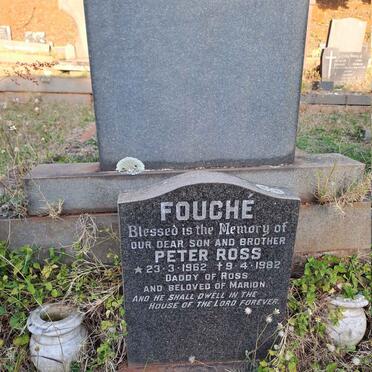 FOUCHÉ
Blessed is the Memory of
OUR DEAR SON AND BROTHER
PETER ROSS
★ 23-3-1962 ✝ 9-4-1982
DADDY OF ROSS
AND BELOVED OF MARION.
AND HE SHALL DWELL IN THE
HOUSE OF THE LORD FOREVER.